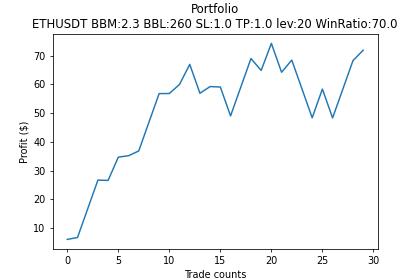 Portfolio
ETHUSDT BBM:2.3 BBL:260 SL:1.0 TP:1.0 lev:20 WinRatio:70.0
Profit ($)
70
60
50
40
30
20
10
0 5 10 15 20 25 30
Trade counts